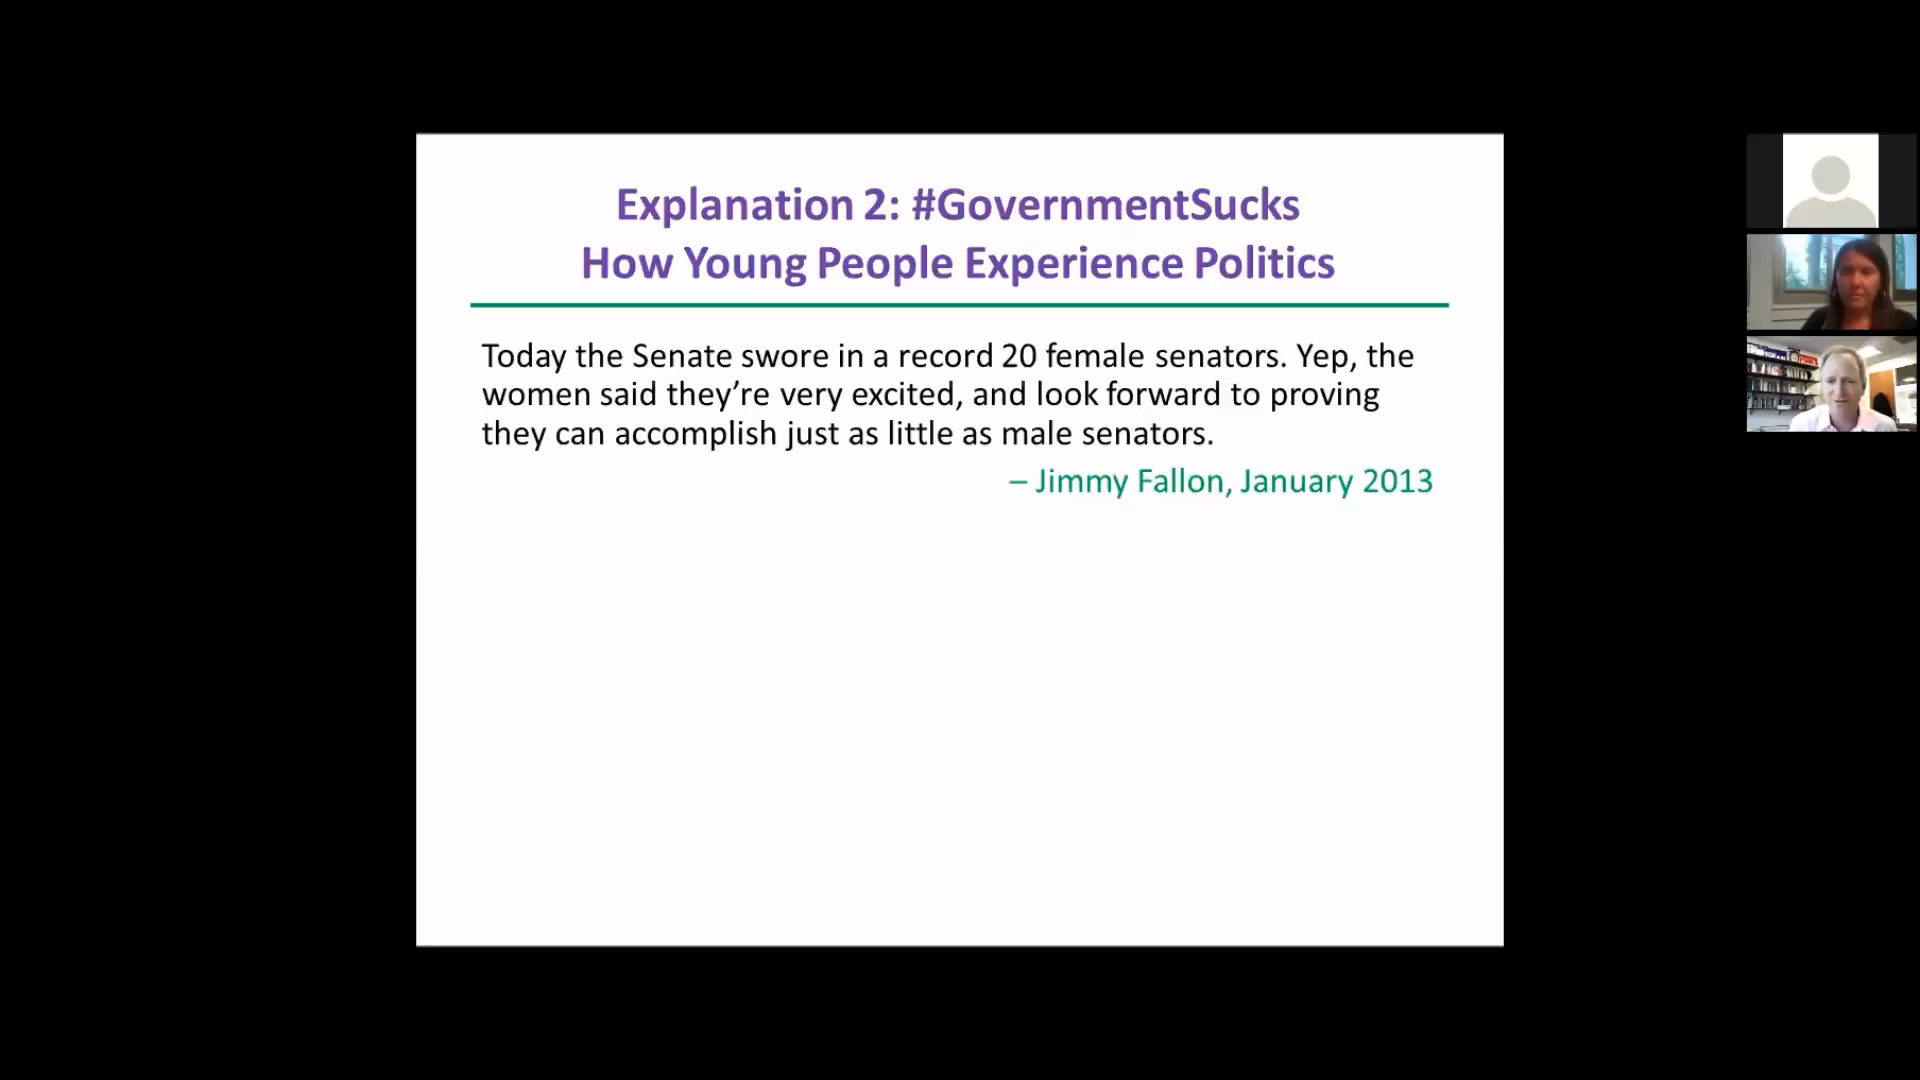 Explanation 2: #GovernmentSucks
How Young People Experience Politics
Today the Senate swore in a record 20 female senators. Yep, the
women said they’re very excited, and look forward to proving
they can accomplish just as little as male senators.
– Jimmy Fallon, January 2013